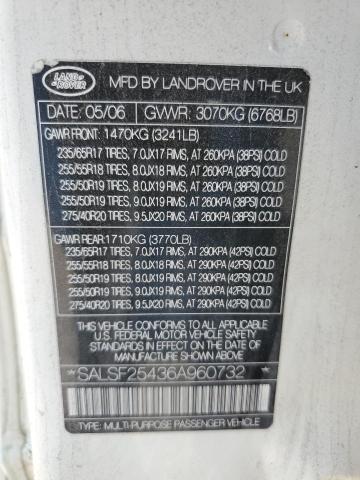 LAND ROVER
MFD BY LANDROVER IN THE UK
DATE: 05/06 GVWR: 3070KG (6768LB)
GAWR FRONT: 1470KG (3241LB)
235/65R17 TIRES, 7.0JX17 RIMS, AT 260KPA (38PSI) COLD
255/55R18 TIRES, 8.0JX18 RIMS, AT 260KPA (38PSI) COLD
255/50R19 TIRES, 8.0JX19 RIMS, AT 260KPA (38PSI) COLD
255/50R19 TIRES, 9.0JX19 RIMS, AT 260KPA (38PSI) COLD
275/40R20 TIRES, 9.5JX20 RIMS, AT 260KPA (38PSI) COLD
GAWR REAR:1710KG (3770LB)
235/65R17 TIRES, 7.0JX17 RIMS, AT 290KPA (42PSI) COLD
255/55R18 TIRES, 8.0JX18 RIMS, AT 290KPA (42PSI) COLD
255/50R19 TIRES, 8.0JX19 RIMS, AT 290KPA (42PSI) COLD
255/50R19 TIRES, 9.0JX19 RIMS, AT 290KPA (42PSI) COLD
275/40R20 TIRES, 9.5JX20 RIMS, AT 290KPA (42PSI) COLD
THIS VEHICLE CONFORMS TO ALL APPLICABLE
U.S. FEDERAL MOTOR VEHICLE SAFETY STANDARDS
IN EFFECT ON THE DATE OF MANUFACTURE SHOWN ABOVE.
*SALSF25436A960732*
TYPE: MULTI-PURPOSE PASSENGER VEHICLE